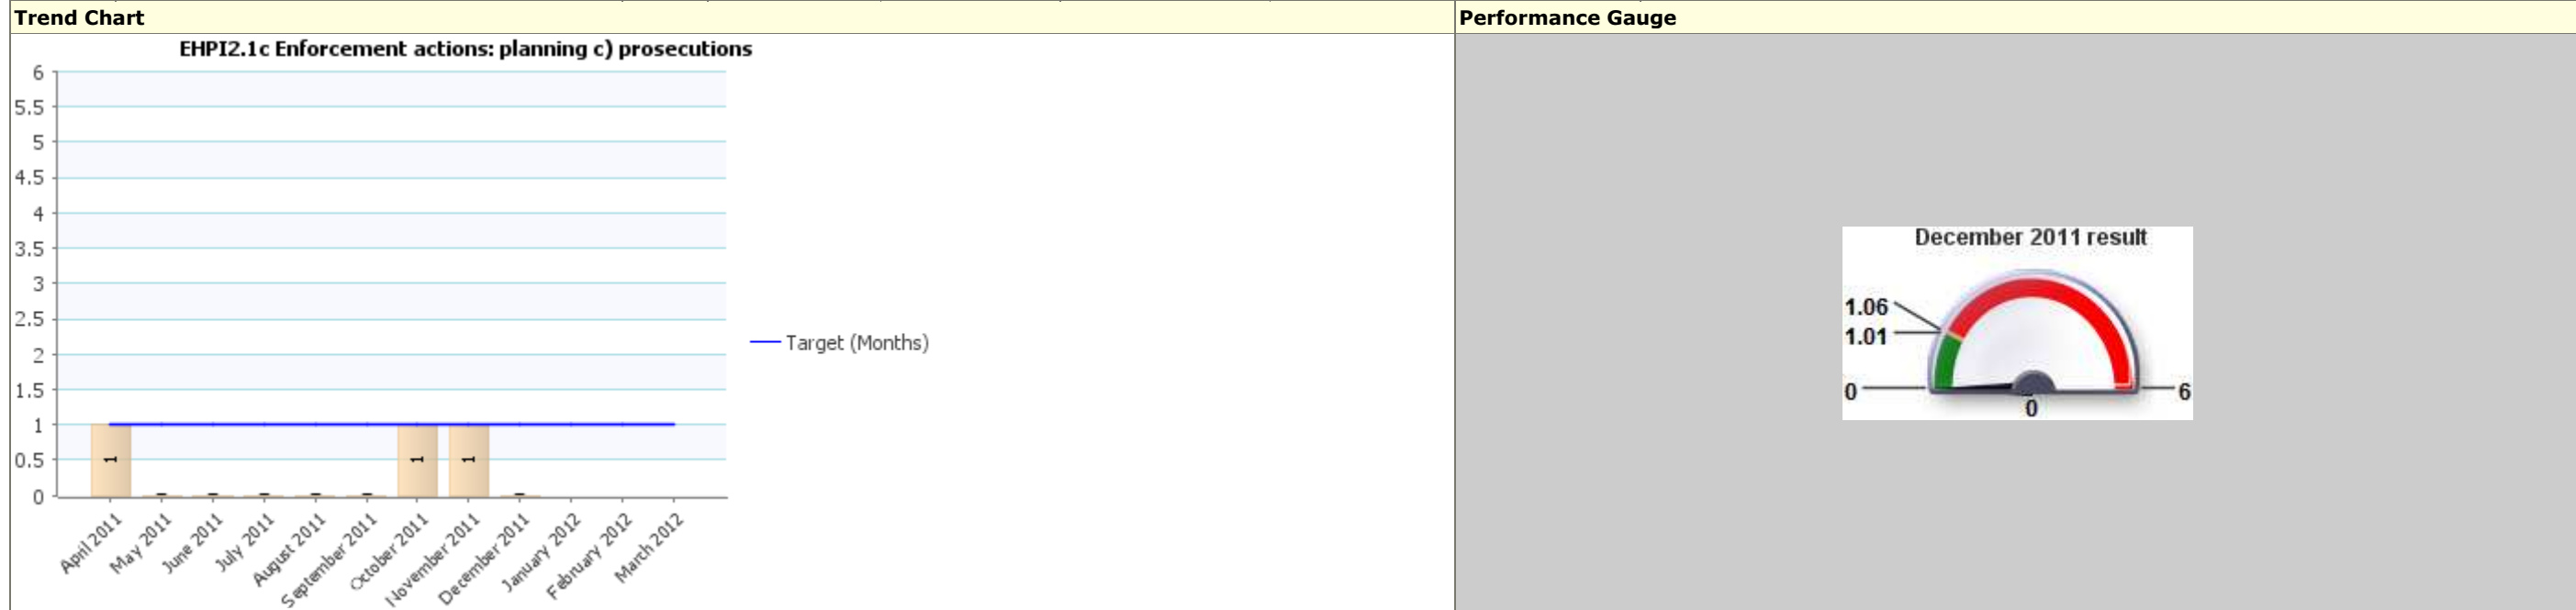 Trend Chart
Performance Gauge
EHPI2.1c Enforcement actions: planning c) prosecutions
6
5.5
5
4.5
4
3.5
3
2.5
2
1.5
1
0.5
0
1
1
1
Target (Months)
April 2011
May 2011
June 2011
July 2011
August 2011
September 2011
October 2011
November 2011
December 2011
January 2012
February 2012
March 2012
December 2011 result
1.06
1.01
0
6
0